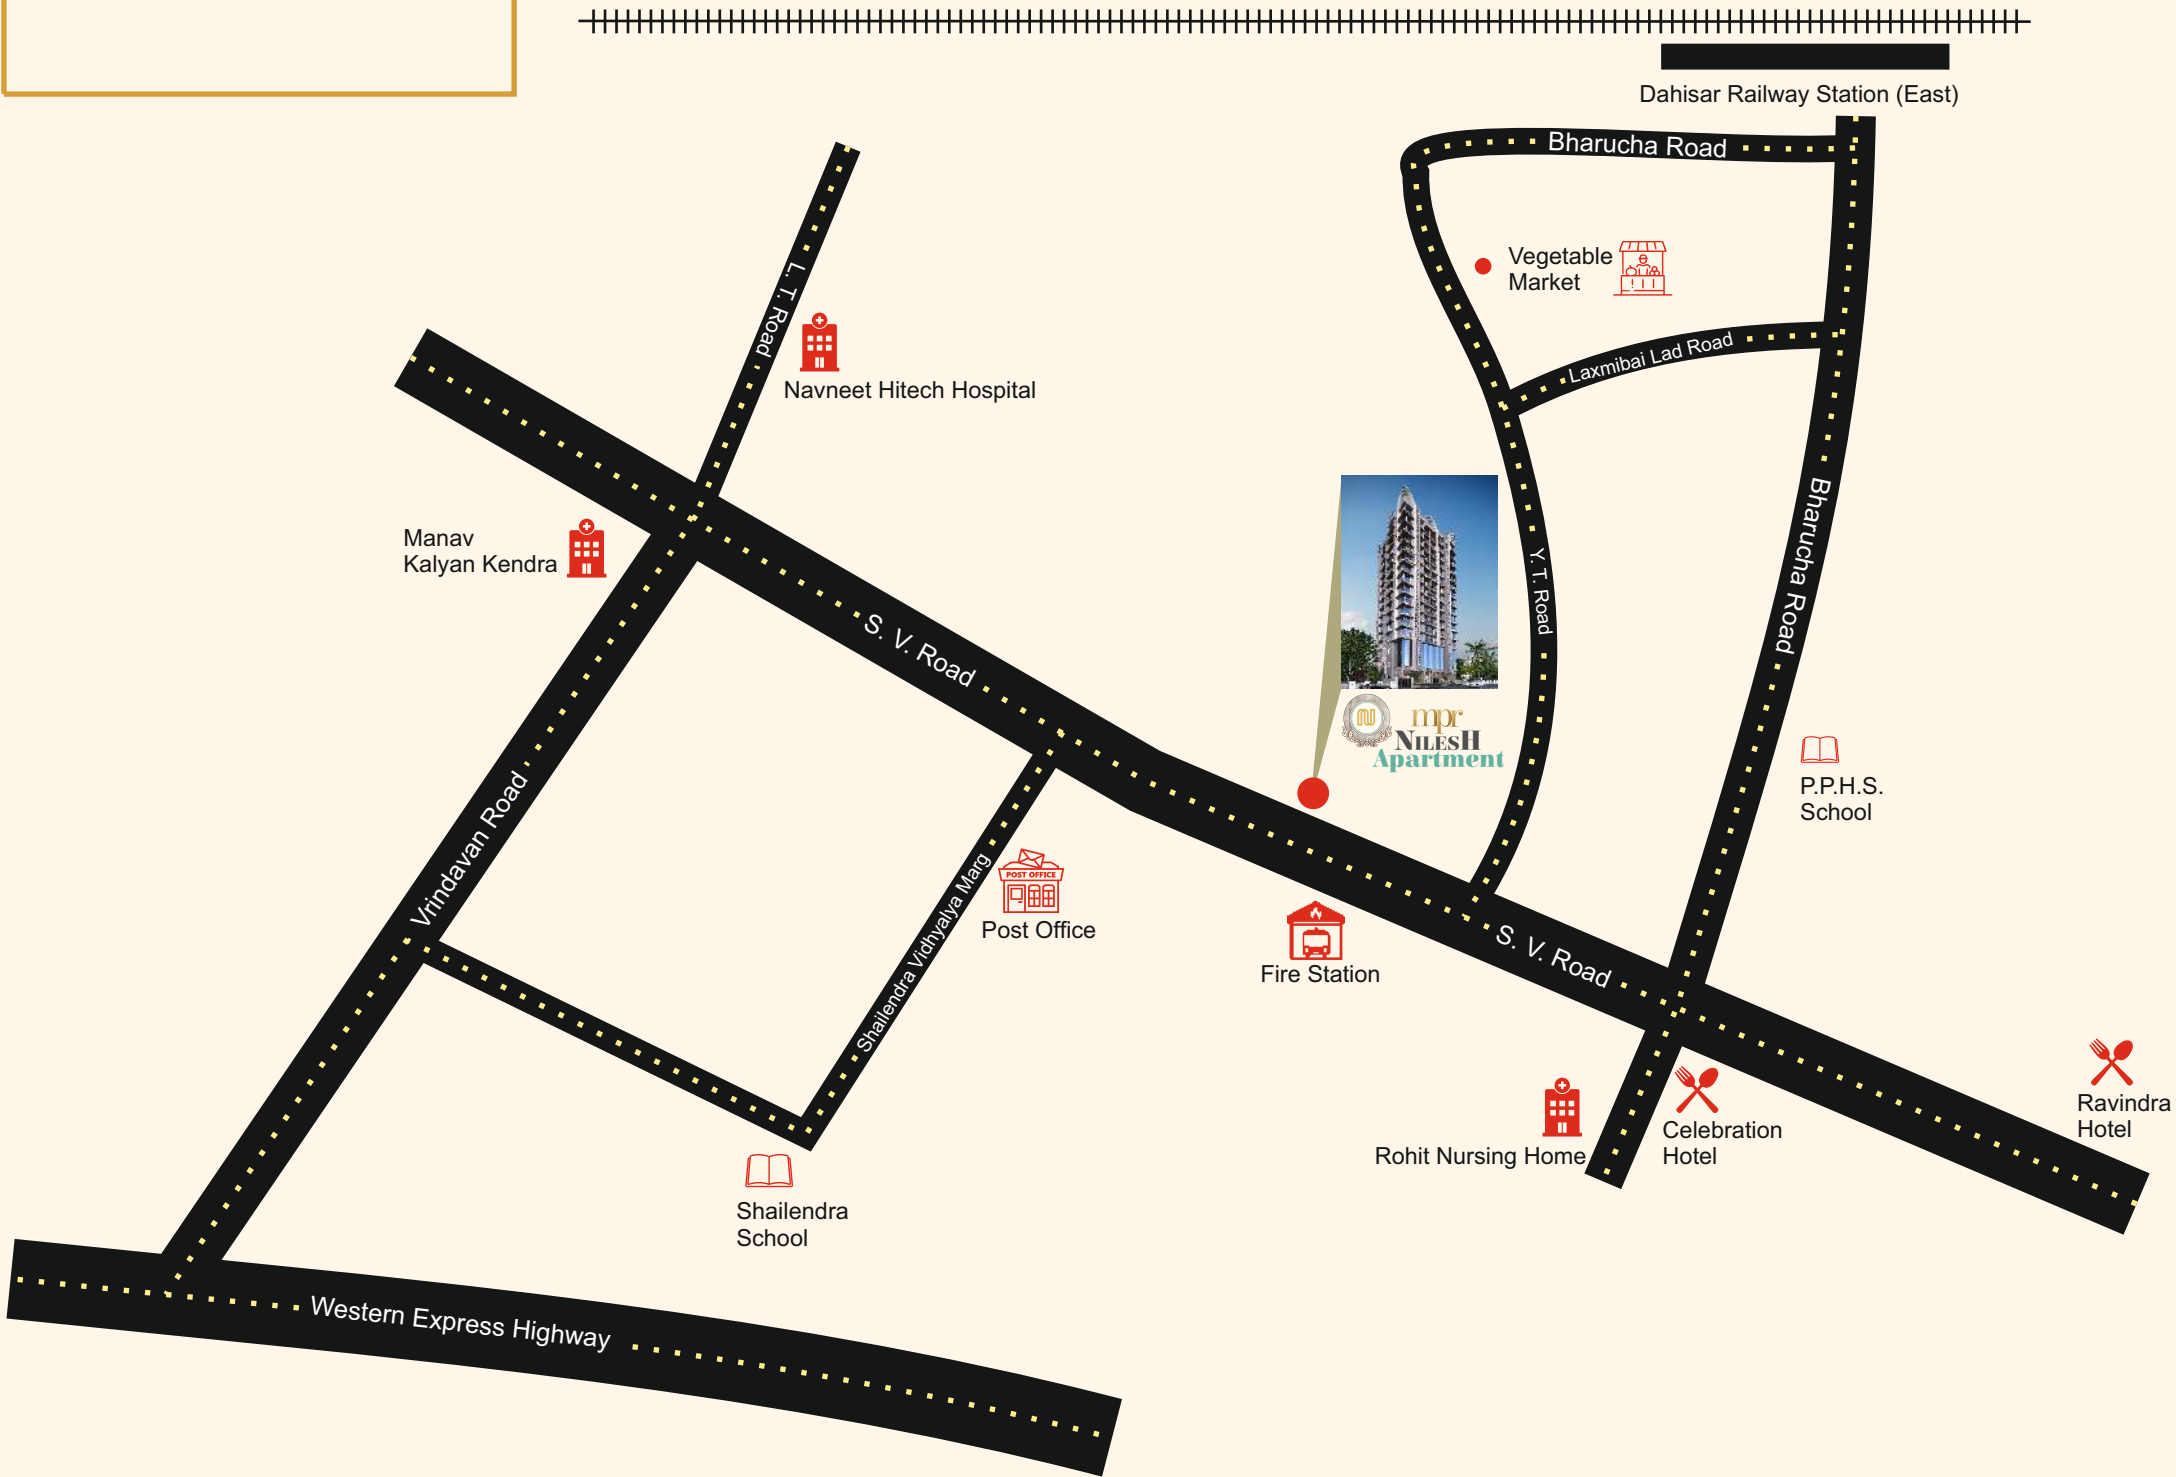 Dahisar Railway Station (East)
Bharucha Road
Vegetable
Market
L. T. Road
Laxmibai Lad Road
Navneet Hitech Hospital
Bharucha Road
Manav
Kalyan Kendra
Y. T. Road
S. V. Road
mpr
NILESH
Apartment
P.P.H.S.
School
Vrindavan Road
POST OFFICE
Post Office
Shailendra Vidhyalya Marg
Fire Station
S. V. Road
Ravindra
Hotel
Celebration
Hotel
Rohit Nursing Home
Shailendra
School
Western Express Highway